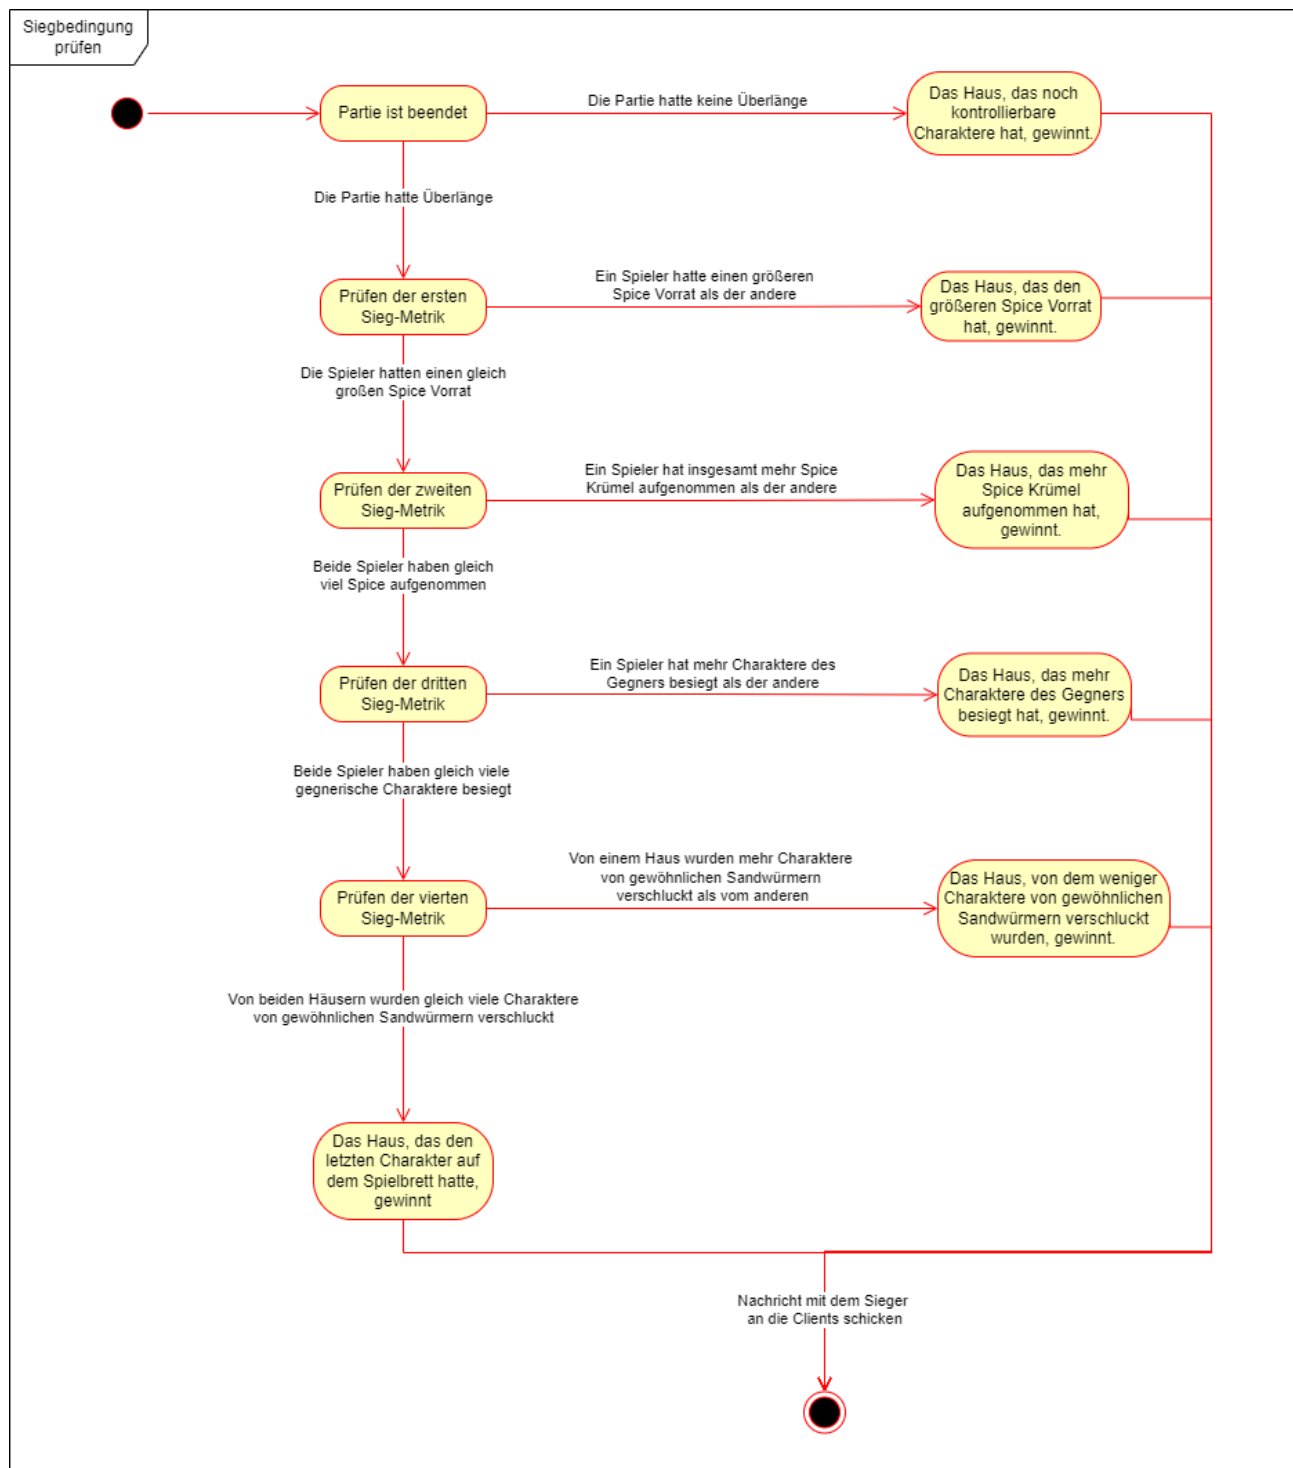 Siegbedingung
prüfen
Partie ist beendet
Die Partie hatte keine Überlänge
Das Haus, das noch
kontrollierbare
Charaktere hat, gewinnt.
Die Partie hatte Überlänge
Prüfen der ersten
Sieg-Metrik
Ein Spieler hatte einen größeren
Spice Vorrat als der andere
Das Haus, das den
größeren Spice Vorrat
hat, gewinnt.
Die Spieler hatten einen gleich
großen Spice Vorrat
Prüfen der zweiten
Sieg-Metrik
Ein Spieler hat insgesamt mehr Spice
Krümel aufgenommen als der andere
Das Haus, das mehr
Spice Krümel
aufgenommen hat,
gewinnt.
Beide Spieler haben gleich
viel Spice aufgenommen
Prüfen der dritten
Sieg-Metrik
Ein Spieler hat mehr Charaktere des
Gegners besiegt als der andere
Das Haus, das mehr
Charaktere des Gegners
besiegt hat, gewinnt.
Beide Spieler haben gleich viele
gegnerische Charaktere besiegt
Prüfen der vierten
Sieg-Metrik
Von einem Haus wurden mehr Charaktere
von gewöhnlichen Sandwürmern
verschluckt als vom anderen
Das Haus, von dem weniger
Charaktere von gewöhnlichen
Sandwürmern verschluckt
wurden, gewinnt.
Von beiden Häusern wurden gleich viele Charaktere
von gewöhnlichen Sandwürmern verschluckt
Das Haus, das den
letzten Charakter auf
dem Spielbrett hatte,
gewinnt
Nachricht mit dem Sieger
an die Clients schicken